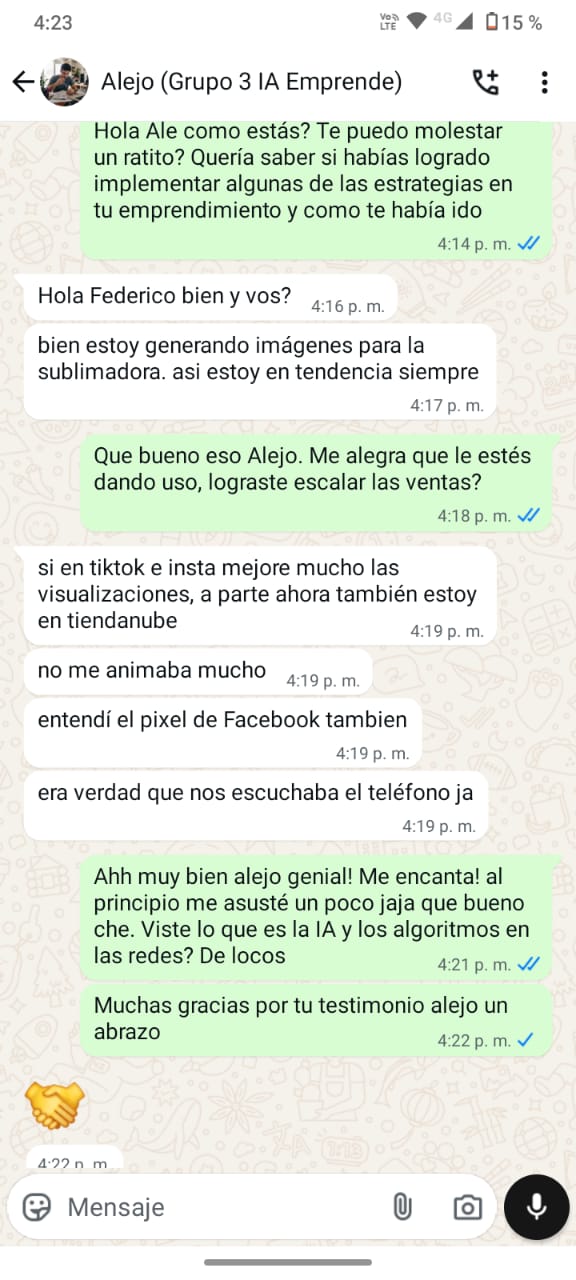 4:23
Vo LTE 4G 15 %
Alejo (Grupo 3 IA Emprende)
Hola Ale como estás? Te puedo molestar
un ratito? Quería saber si habías logrado
implementar algunas de las estrategias en
tu emprendimiento y como te había ido
4:14 p. m.
Hola Federico bien y vos?
4:16 p. m.
bien estoy generando imágenes para la
sublimadora. asi estoy en tendencia siempre
4:17 p. m.
Que bueno eso Alejo. Me alegra que le estés
dando uso, lograste escalar las ventas?
4:18 p. m.
si en tiktok e insta mejore mucho las
visualizaciones, a parte ahora también estoy
en tiendanube
4:19 p. m.
no me animaba mucho
4:19 p. m.
entendí el pixel de Facebook tambien
4:19 p. m.
era verdad que nos escuchaba el teléfono ja
4:19 p. m.
Ahh muy bien alejo genial! Me encanta! al
principio me asusté un poco jaja que bueno
che. Viste lo que es la IA y los algoritmos en
las redes? De locos
4:21 p. m.
Muchas gracias por tu testimonio alejo un
abrazo
4:22 p. m.
4:22 p. m.
Mensaje